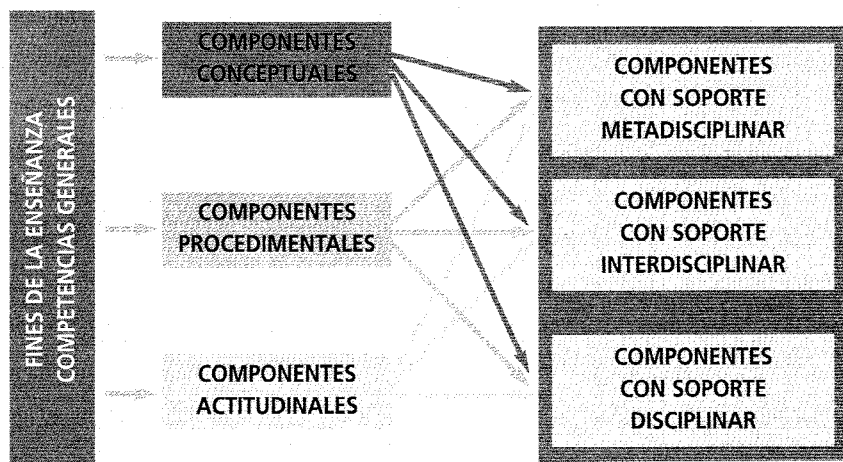 FINES DE LA ENSEÑANZA
COMPETENCIAS GENERALES
COMPONENTES
CONCEPTUALES
COMPONENTES
PROCEDIMENTALES
COMPONENTES
ACTITUDINALES
COMPONENTES
CON SOPORTE
METADISCIPLINAR
COMPONENTES
CON SOPORTE
INTERDISCIPLINAR
COMPONENTES
CON SOPORTE
DISCIPLINAR